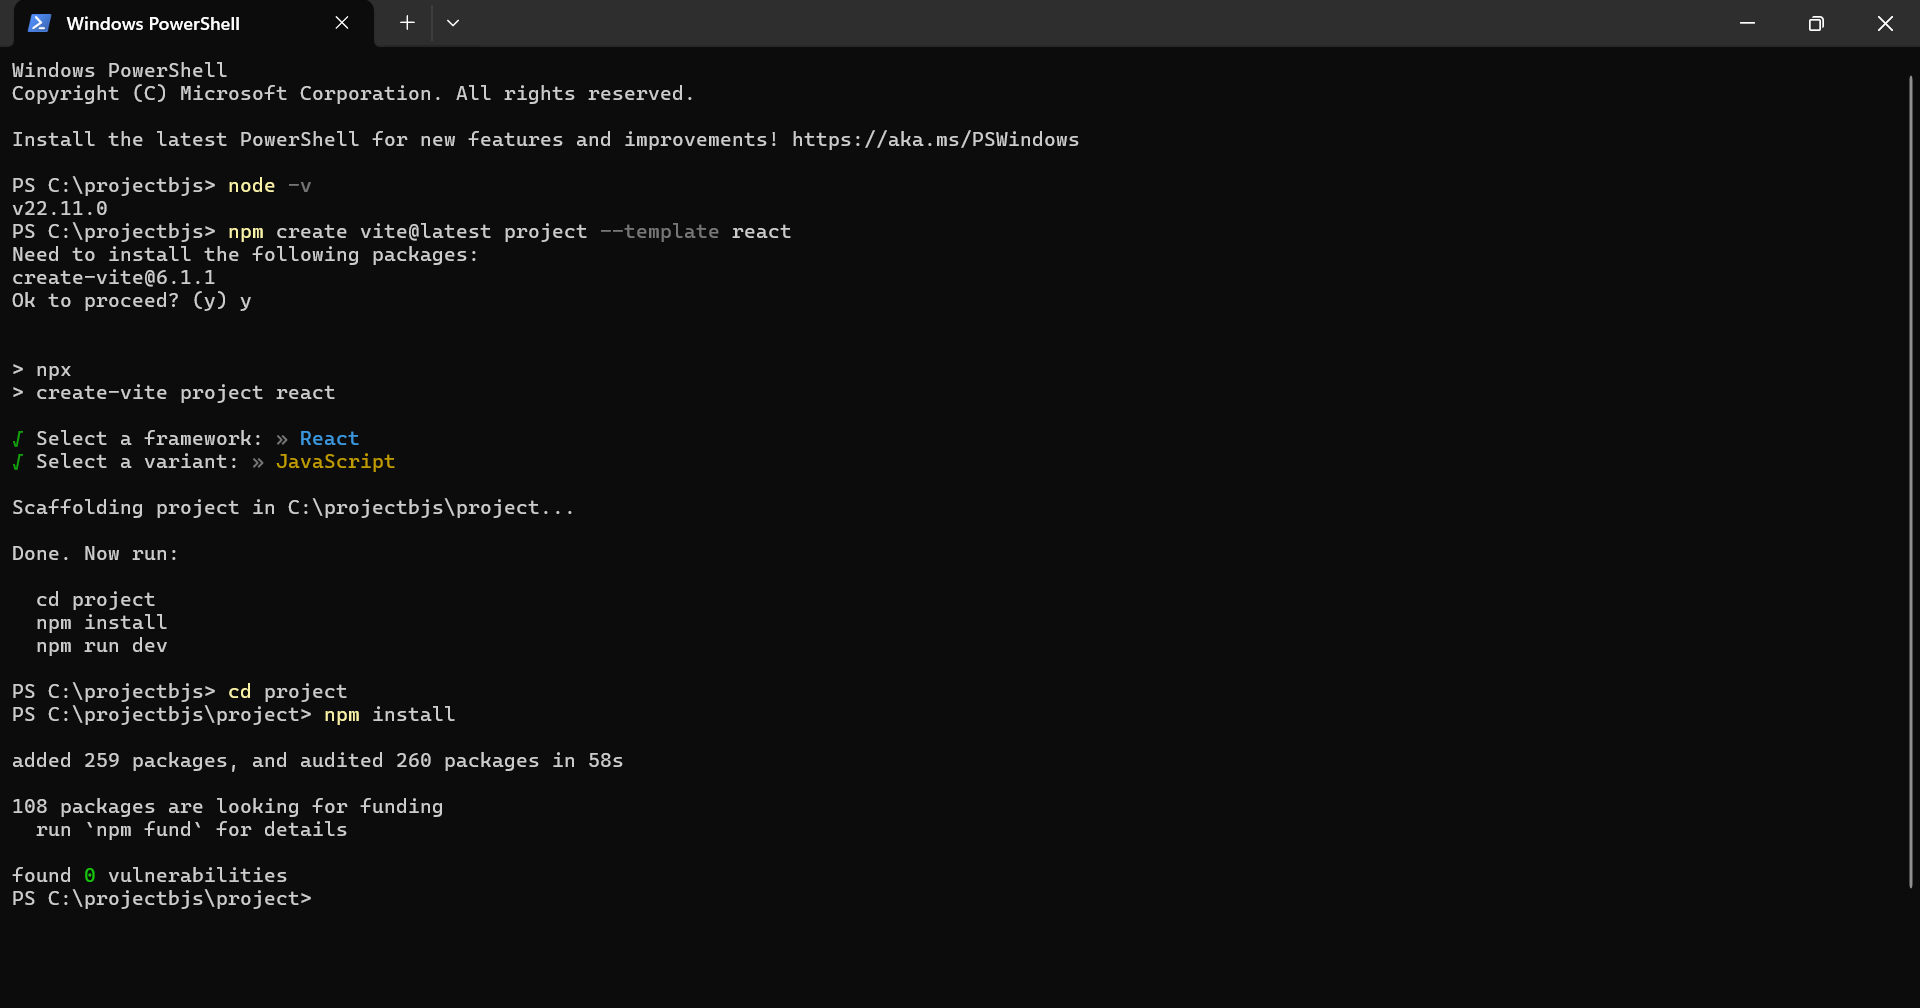 Windows PowerShell
Windows PowerShell
Copyright (C) Microsoft Corporation. All rights reserved.
Install the latest PowerShell for new features and improvements! https://aka.ms/PSWindows
PS C:\projectbjs> node -v
v22.11.0
PS C:\projectbjs> npm create vite@latest project --template react
Need to install the following packages:
create-vite@6.1.1
Ok to proceed? (y) y
> npx
> create-vite project react
√ Select a framework: » React
√ Select a variant: » JavaScript
Scaffolding project in C:\projectbjs\project...
Done. Now run:
cd project
npm install
npm run dev
PS C:\projectbjs> cd project
PS C:\projectbjs\project> npm install
added 259 packages, and audited 260 packages in 58s
108 packages are looking for funding
run `npm fund` for details
found 0 vulnerabilities
PS C:\projectbjs\project>